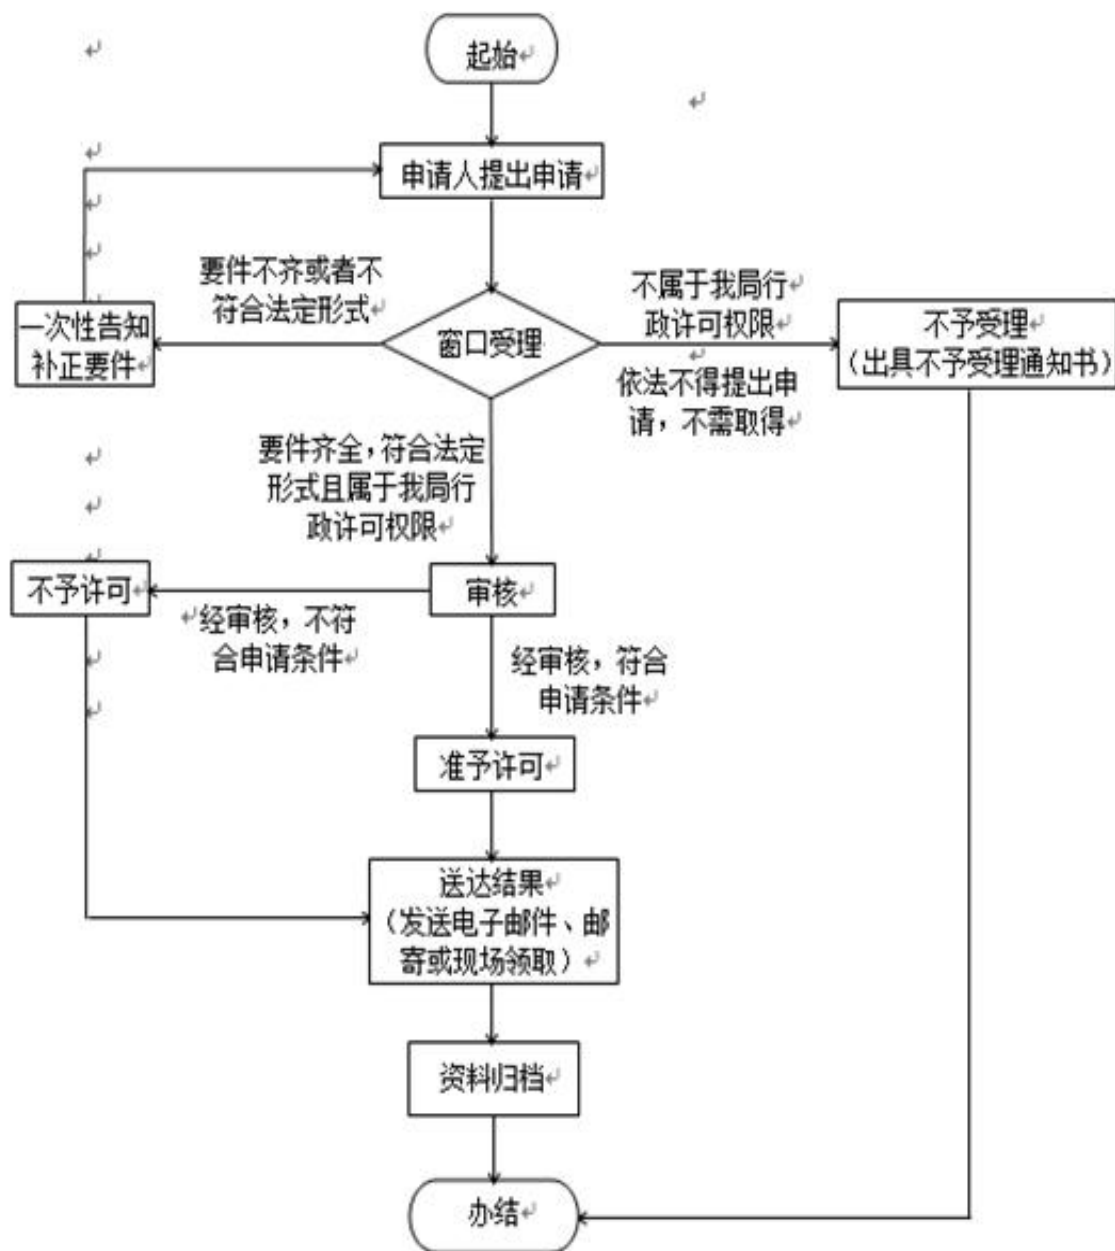 起始
申请人提出申请
要件不齐或者不
符合法定形式
不属于我局行
政许可权限
一次性告知
补正要件
窗口受理
不予受理
（出具不予受理通知书）
依法不得提出申
请，不需取得
要件齐全，符合法定
形式且属于我局行
政许可权限
不予许可
审核
经审核，不符
合申请条件
经审核，符合
申请条件
准予许可
送达结果
（发送电子邮件、邮
寄或现场领取）
资料归档
办结